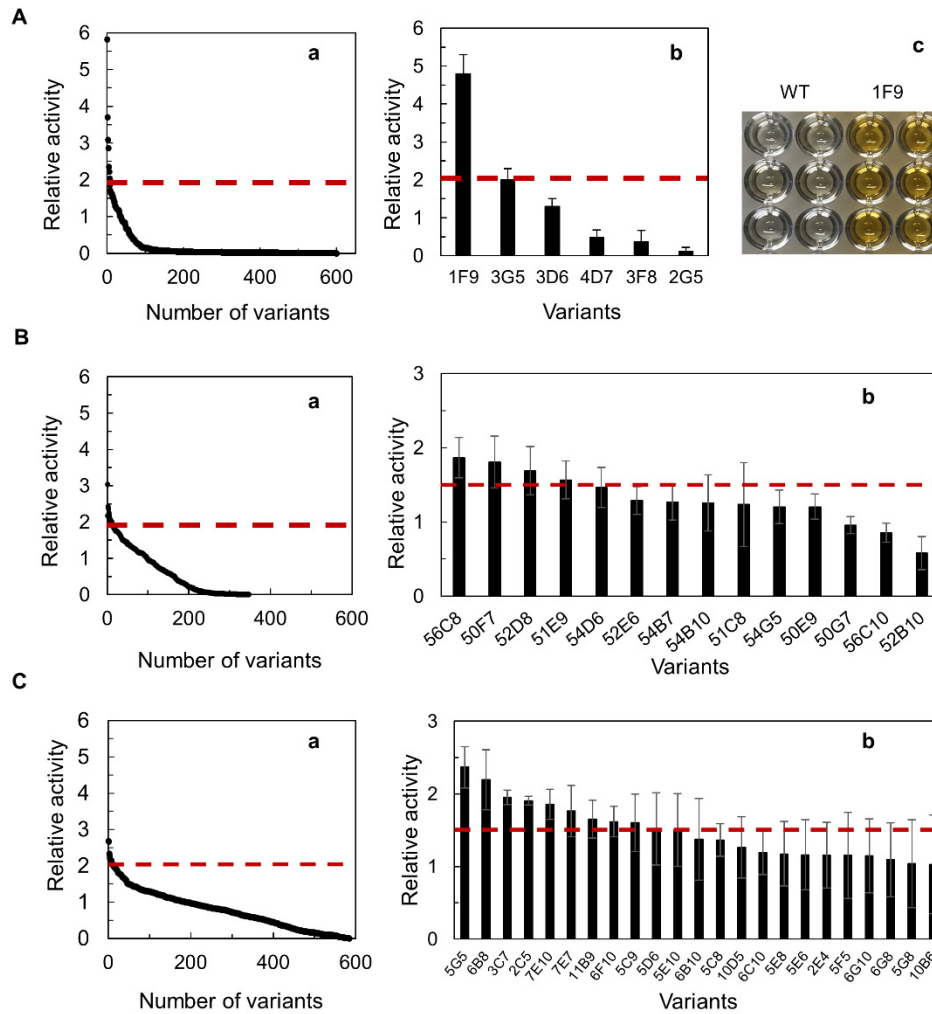 A
a
Relative activity
6
5
4
3
2
1
0
0 200 400 600
Number of variants
b
Relative activity
6
5
4
3
2
1
0
1F9 3G5 3D6 4D7 3F8 2G5
Variants
c
WT 1F9
B
a
Relative activity
6
5
4
3
2
1
0
0 200 400 600
Number of variants
b
Relative activity
3
2
1
0
56C8 50F7 52D8 51E9 54D6 52E6 54B7 54B10 51C8 54G5 50E9 50G7 56C10 52B10
Variants
C
a
Relative activity
6
5
4
3
2
1
0
0 200 400 600
Number of variants
b
Relative activity
3
2
1
0
5G5 6B8 3C7 2C5 7E10 7E7 11B9 6F10 5C9 5D6 5E10 6B10 5C8 10D5 6C10 5E8 5E6 2E4 5F5 6G10 6G8 5G8 10B6
Variants